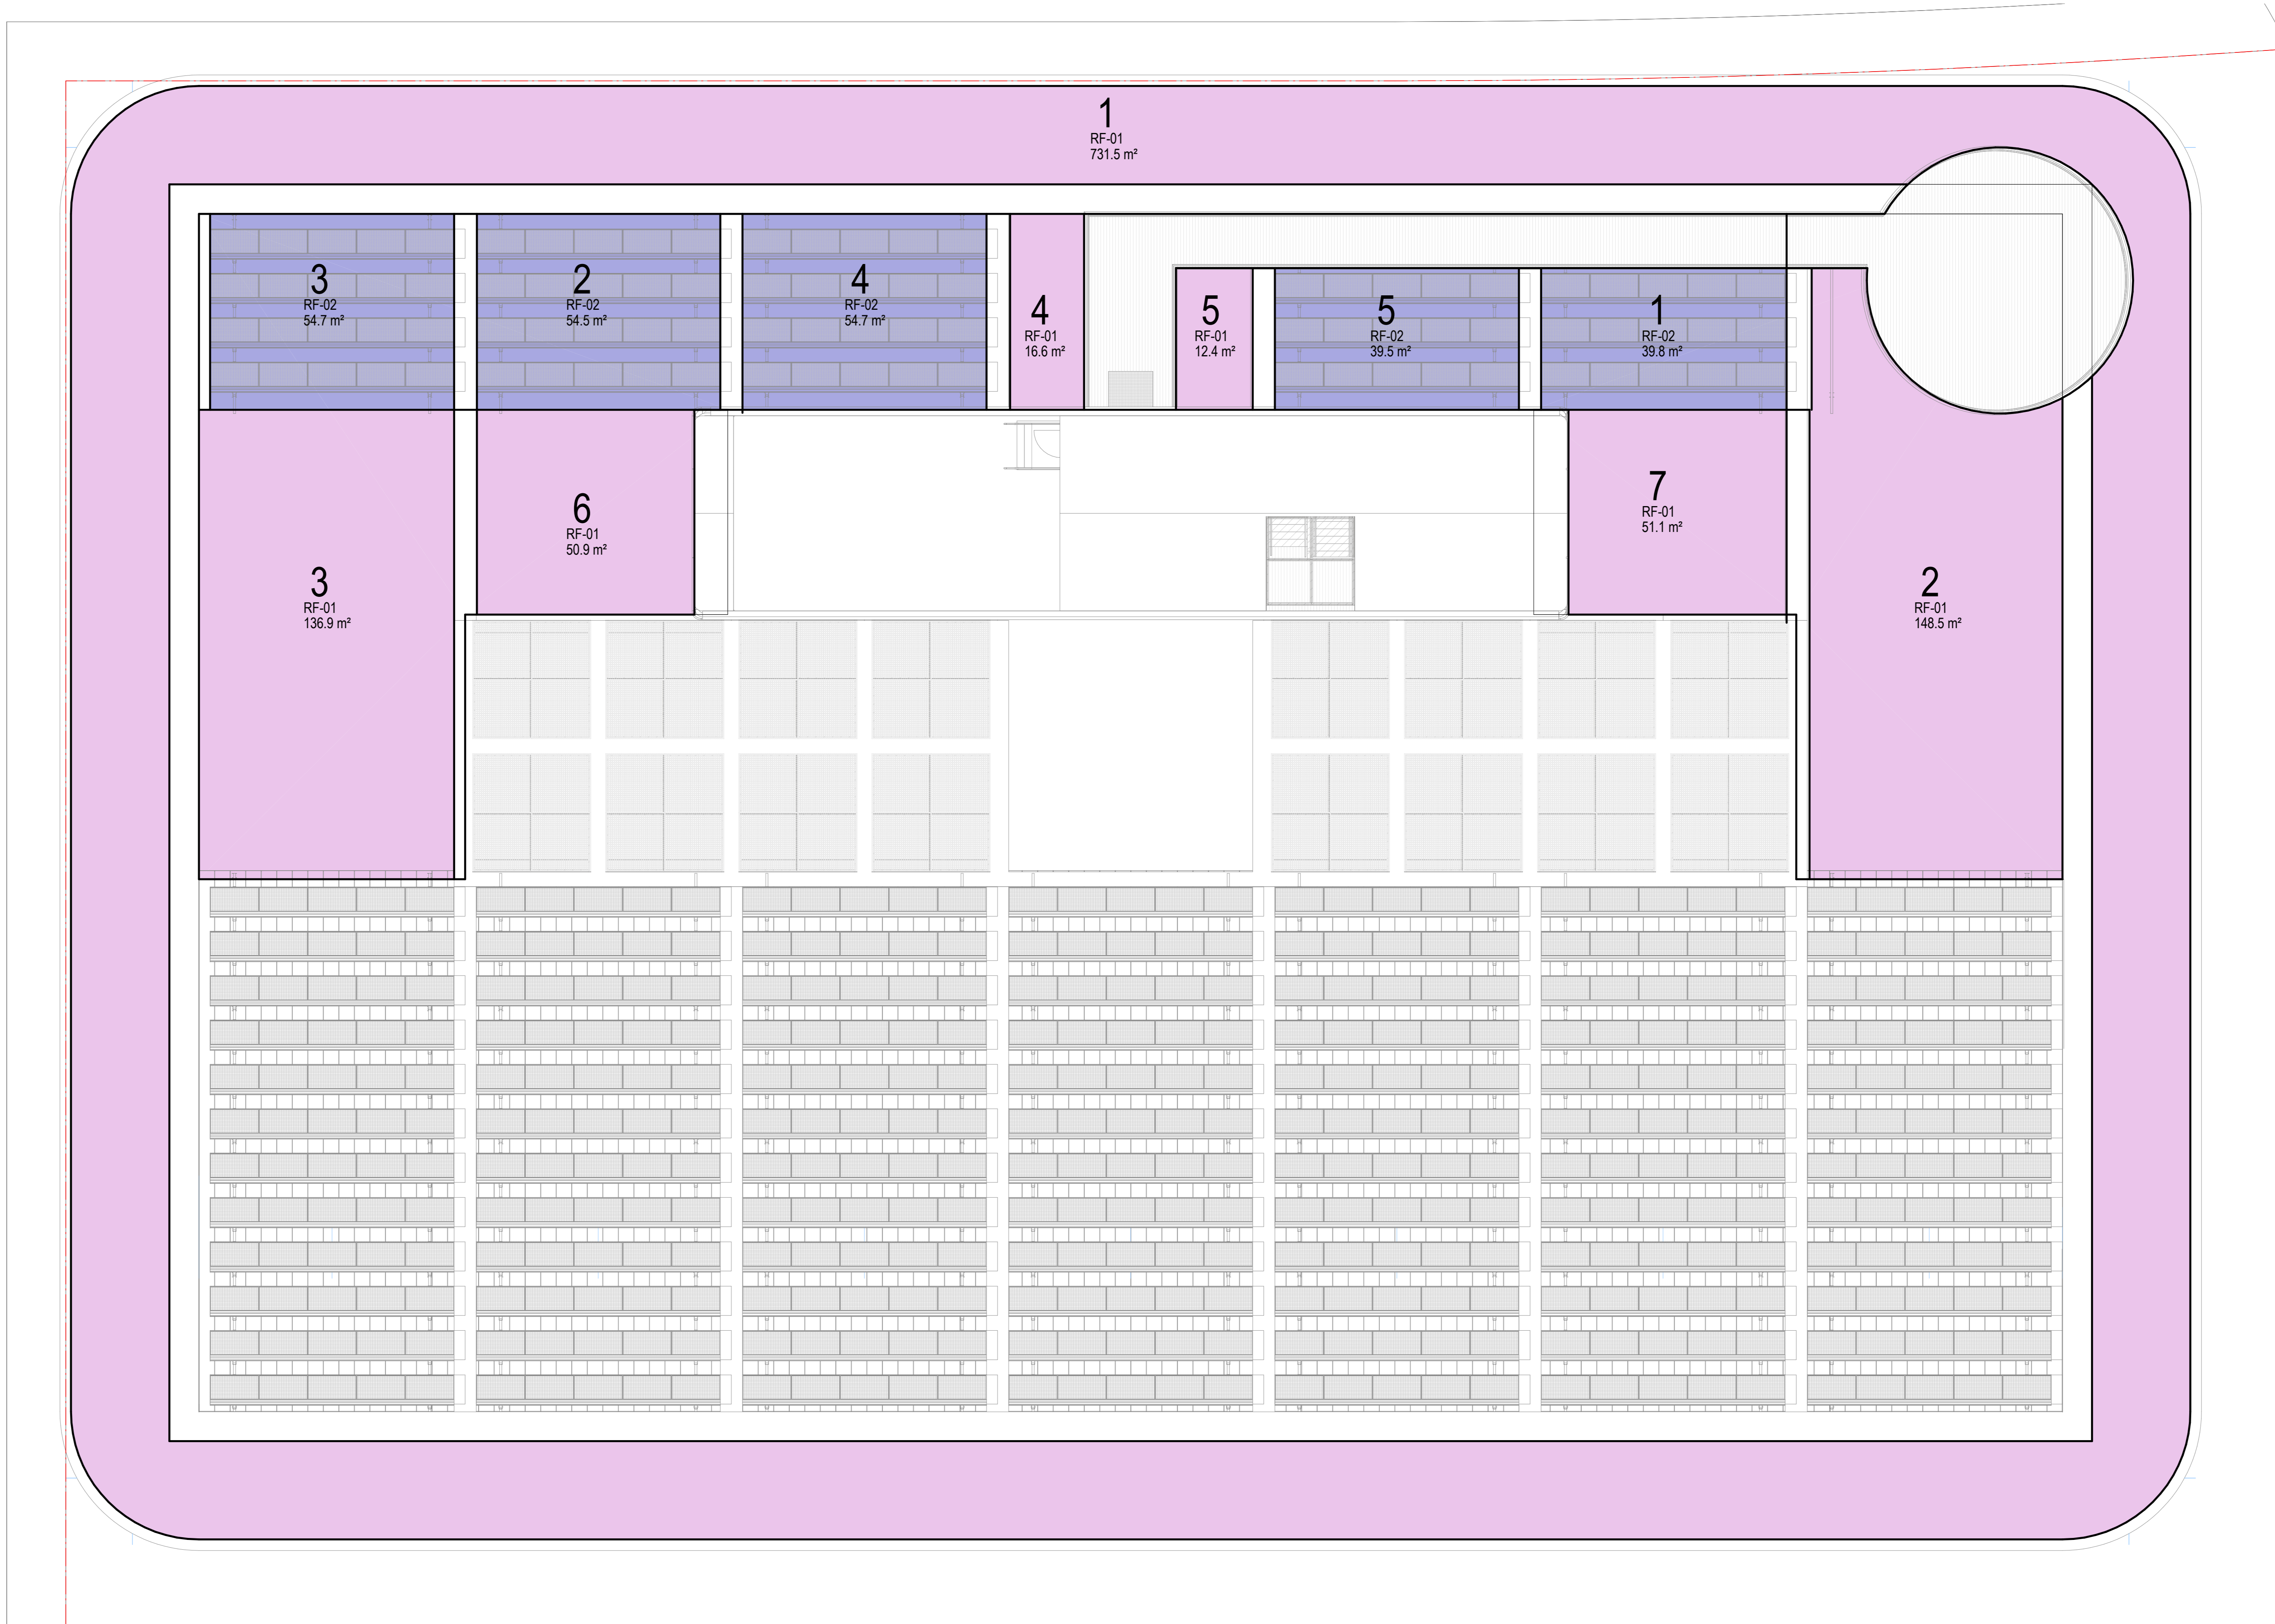 1
RF-01
731.5 m²
3
RF-02
54.7 m²
2
RF-02
54.5 m²
4
RF-02
54.7 m²
4
RF-01
16.6 m²
5
RF-01
12.4 m²
5
RF-02
39.5 m²
1
RF-02
39.8 m²
6
RF-01
50.9 m²
7
RF-01
51.1 m²
3
RF-01
136.9 m²
2
RF-01
148.5 m²